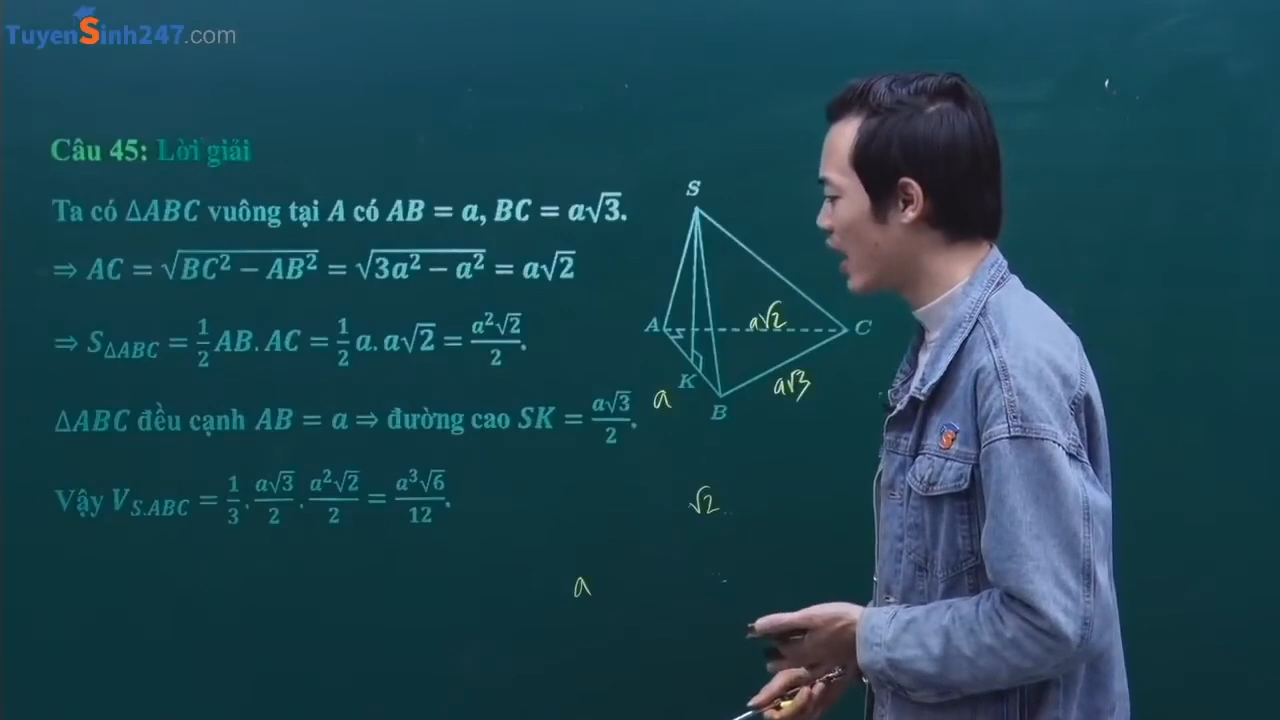 TuyenSinh247.com
Câu 45: Lời giải
Ta có ΔABC vuông tại A có AB = a, BC = a√3.
⇒ AC = √(BC² − AB²) = √(3a² − a²) = a√2
⇒ S_ΔABC = 1/2 AB. AC = 1/2 a. a√2 = a²√2/2.
ΔABC đều cạnh AB = a ⇒ đường cao SK = a√3/2.
Vậy V_S.ABC = 1/3 . a√3/2 . a²√2/2 = a³√6/12.
S
A a√2 C
K
a a√3
B
√2
a
S